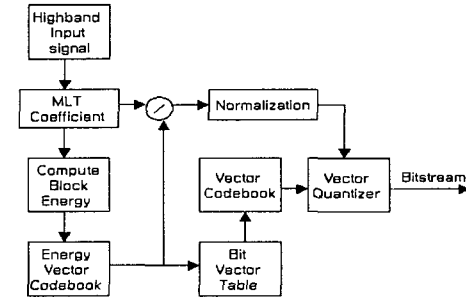 Highband
Input
signal
MLT
Coefficient
Normalization
Compute
Block
Energy
Vector
Codebook
Vector
Quantizer
Bitstream
Energy
Vector
Codebook
Bit
Vector
Table